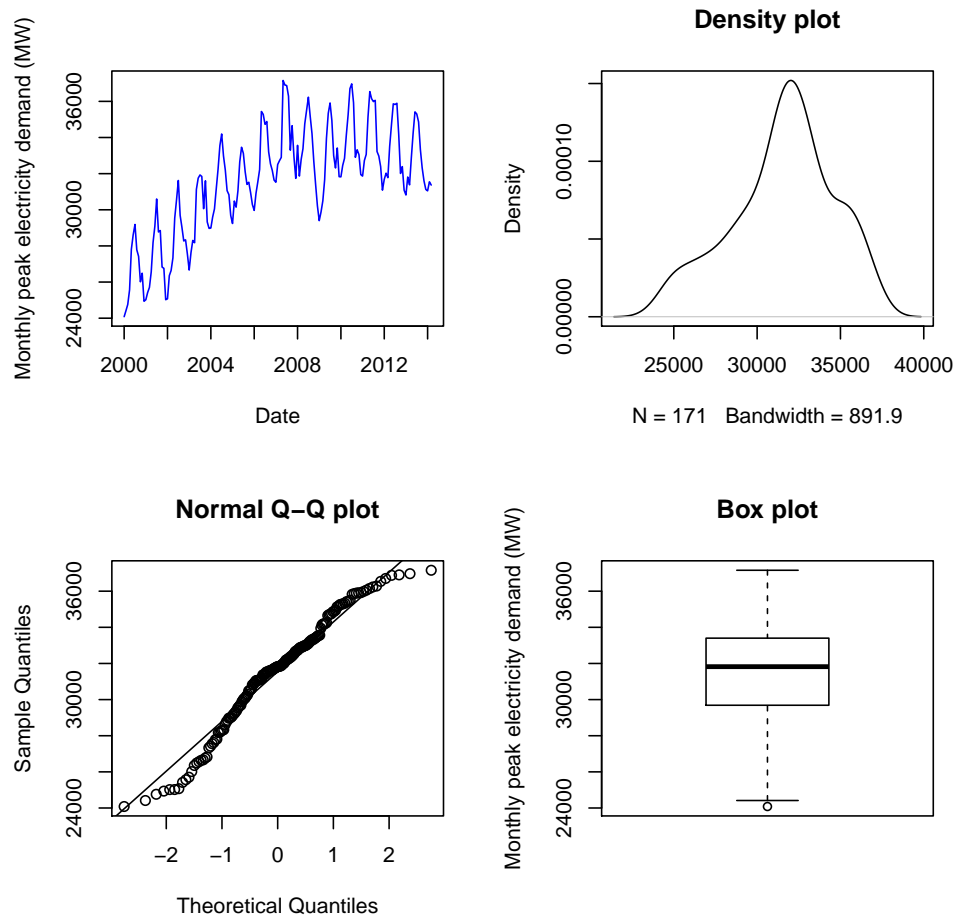 Monthly peak electricity demand (MW)
24000 30000 36000
2000 2004 2008 2012
Date
Density plot
Density
0.00000 0.00010
25000 30000 35000 40000
N = 171 Bandwidth = 891.9
Normal Q−Q plot
Sample Quantiles
24000 30000 36000
−2 −1 0 1 2
Theoretical Quantiles
Box plot
Monthly peak electricity demand (MW)
24000 30000 36000